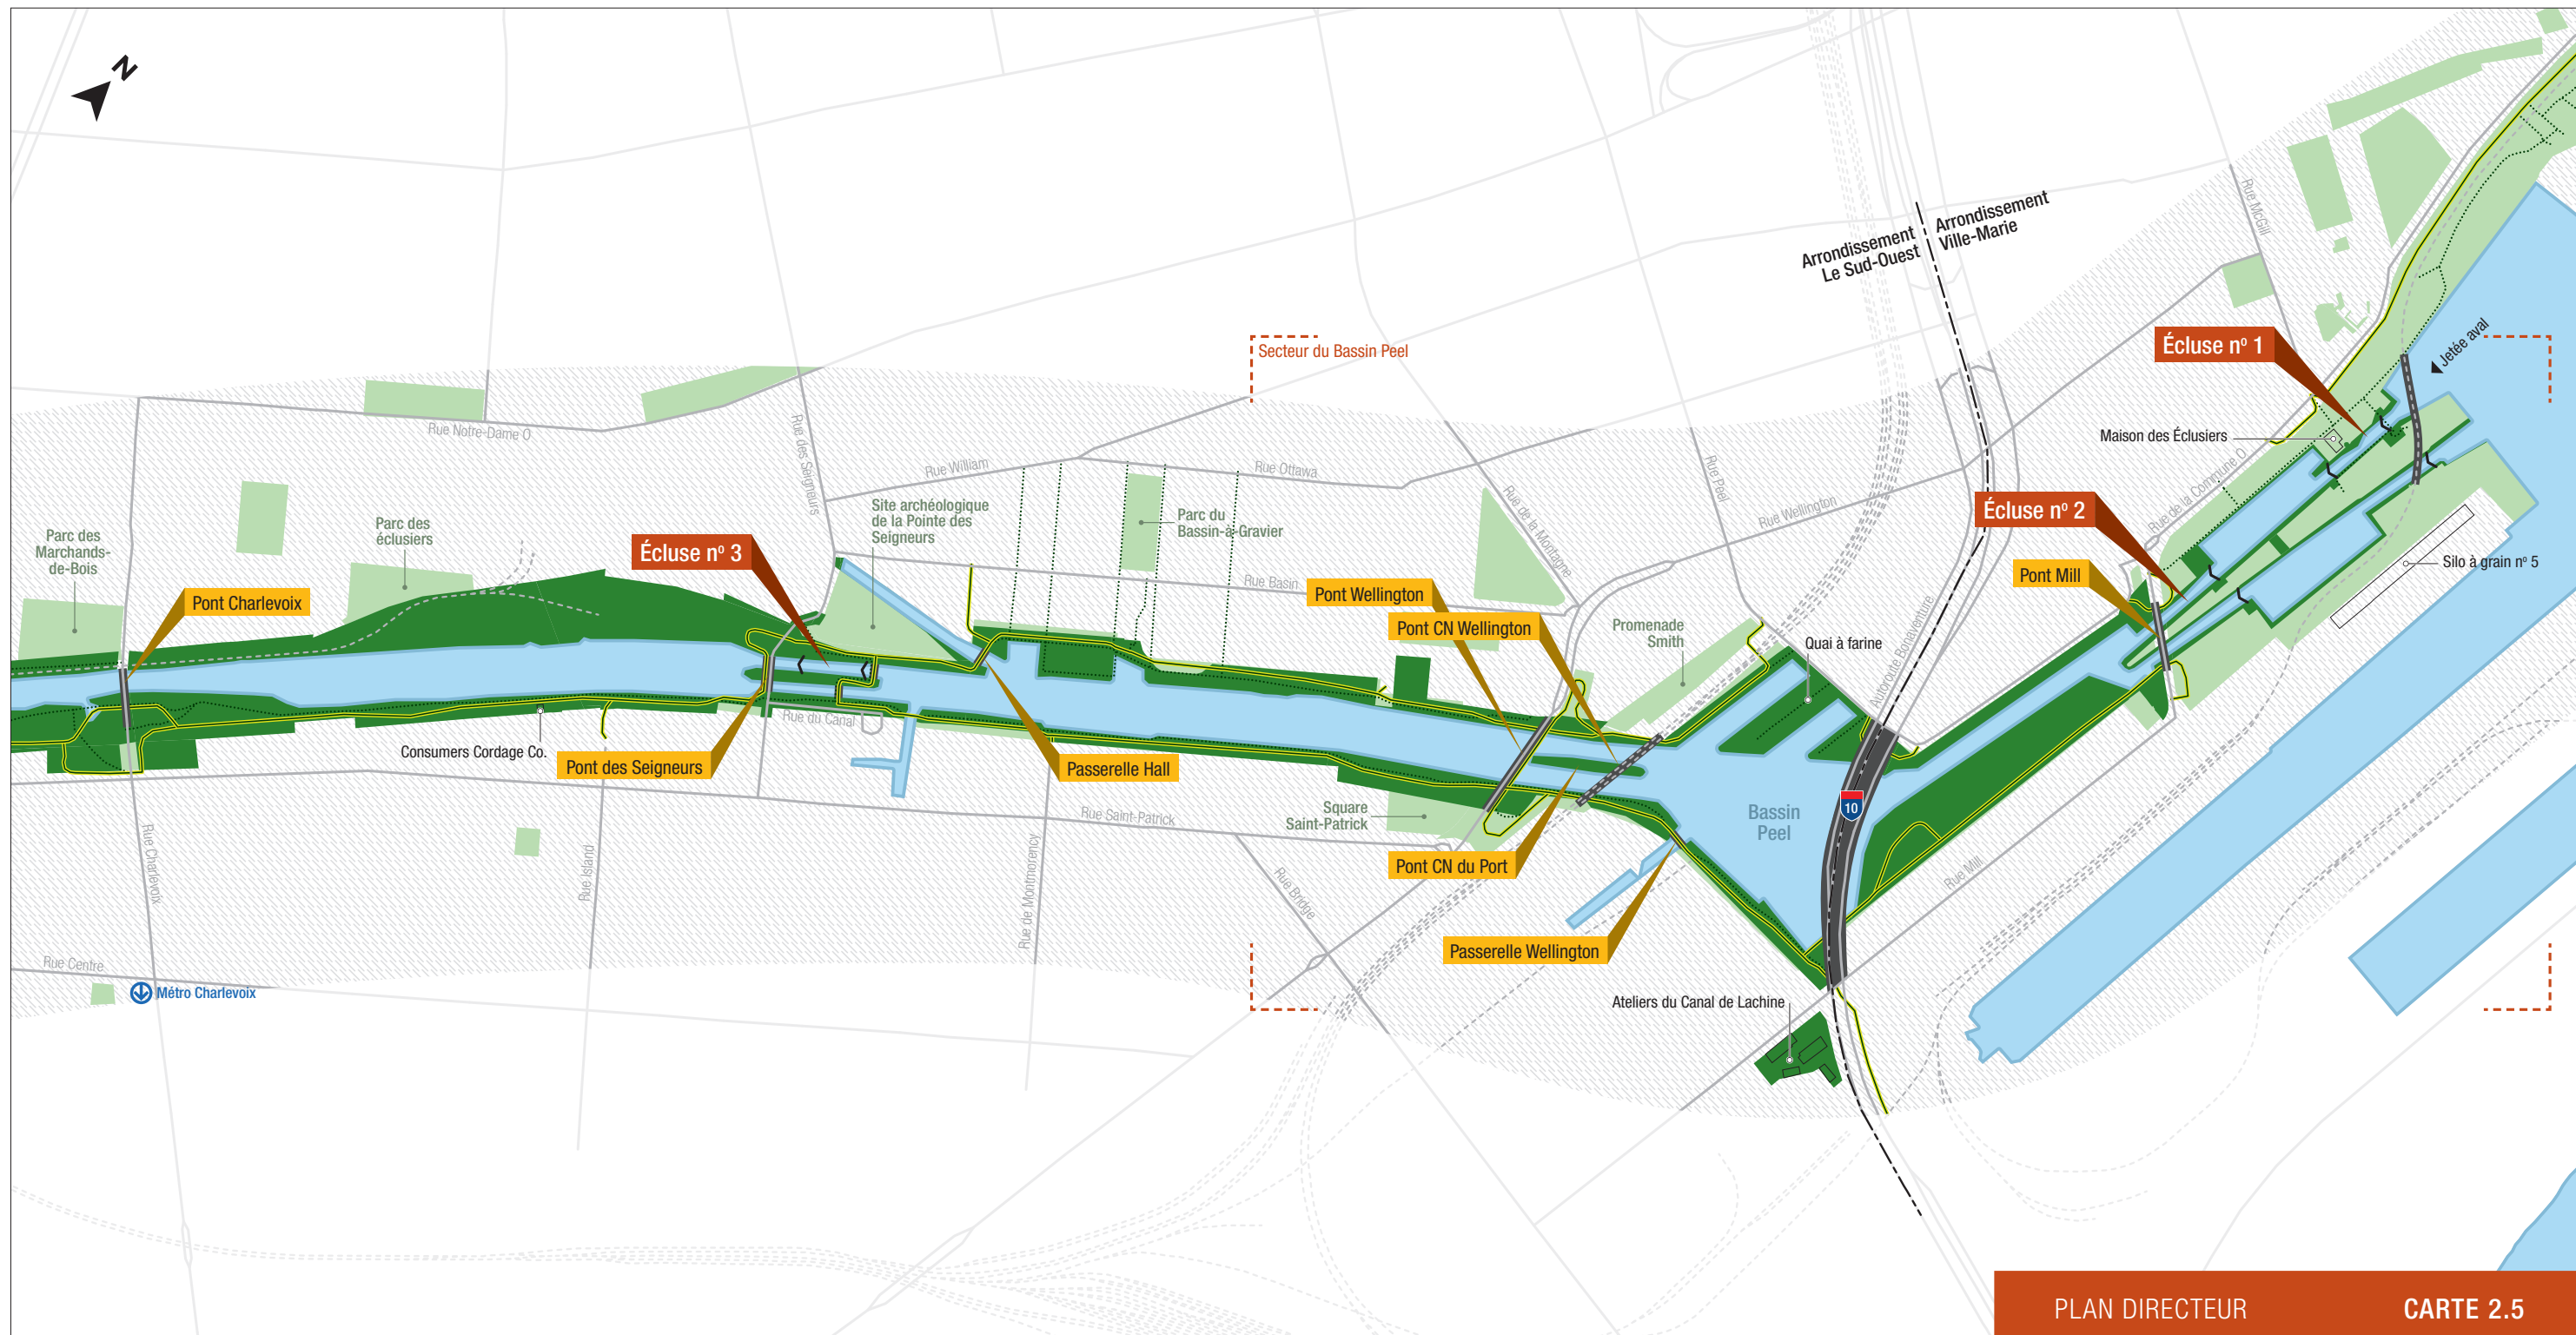 N
Arrondissement
Le Sud-Ouest
Arrondissement
Ville-Marie
Rue McGill
Écluse nº 1
Jetée aval
Secteur du Bassin Peel
Maison des Éclusiers
Rue Notre-Dame O
Rue des Seigneurs
Rue William
Rue Ottawa
Rue de la Montagne
Rue Peel
Rue Wellington
Rue de la Commune O
Écluse nº 2
Site archéologique
de la Pointe des
Seigneurs
Parc du
Bassin-à-Gravier
Parc des
Marchands-
de-Bois
Parc des
éclusiers
Écluse nº 3
Silo à grain nº 5
Pont Mill
Rue Basin
Pont Wellington
Pont Charlevoix
Pont CN Wellington
Promenade
Smith
Quai à farine
Autoroute Bonaventure
Rue du Canal
Consumers Cordage Co.
Pont des Seigneurs
Passerelle Hall
10
Bassin
Peel
Square
Saint-Patrick
Rue Saint-Patrick
Rue Charlevoix
Rue Island
Rue de Montmorency
Rue Bridge
Pont CN du Port
Rue Mill
Passerelle Wellington
Rue Centre
Métro Charlevoix
Ateliers du Canal de Lachine
PLAN DIRECTEUR
CARTE 2.5